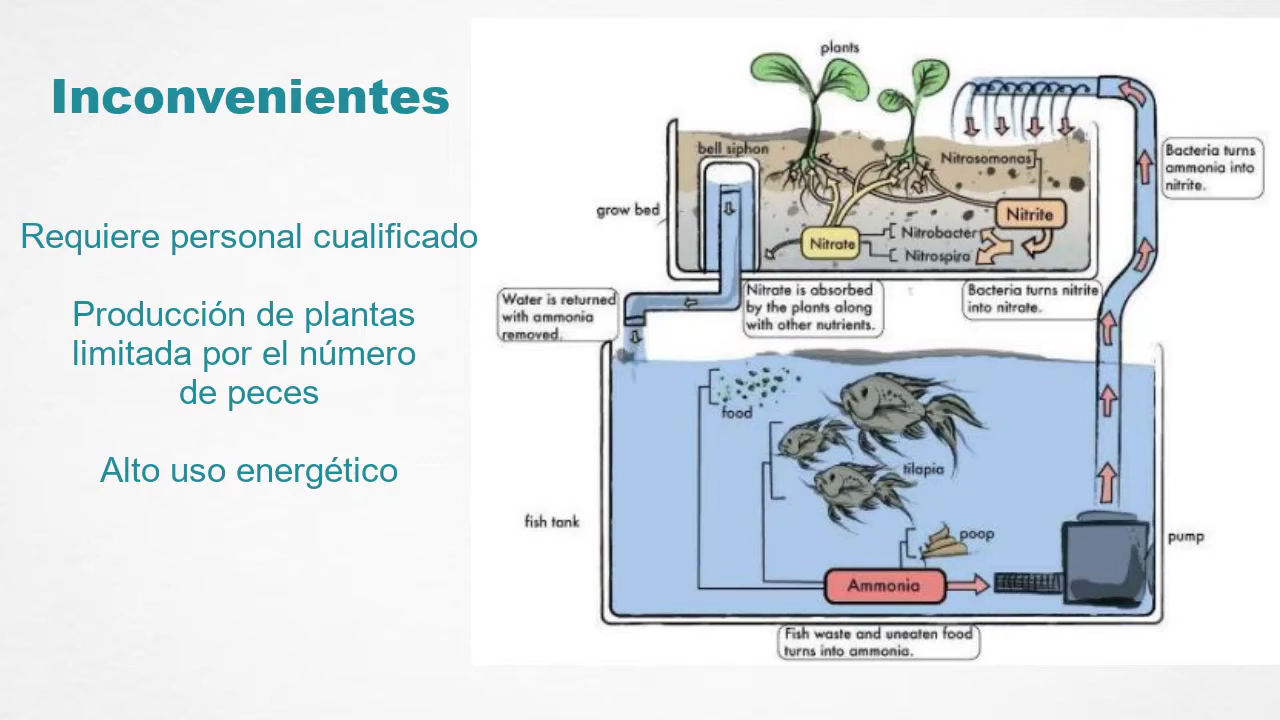 Inconvenientes
Requiere personal cualificado
Producción de plantas
limitada por el número
de peces
Alto uso energético
plants
bell siphon
Nitrosomonas
Bacteria turns
ammonia into
nitrite.
grow bed
Nitrite
Nitrobacter
Nitrate
Nitrospira
Water is returned
with ammonia
removed.
Nitrate is absorbed
by the plants along
with other nutrients.
Bacteria turns nitrite
into nitrate.
food
tilapia
fish tank
poop
pump
Ammonia
Fish waste and uneaten food
turns into ammonia.